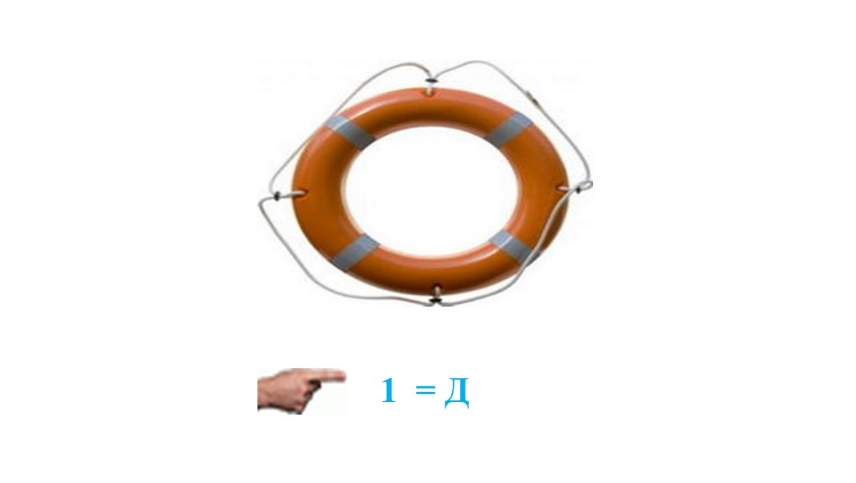 1 = Д